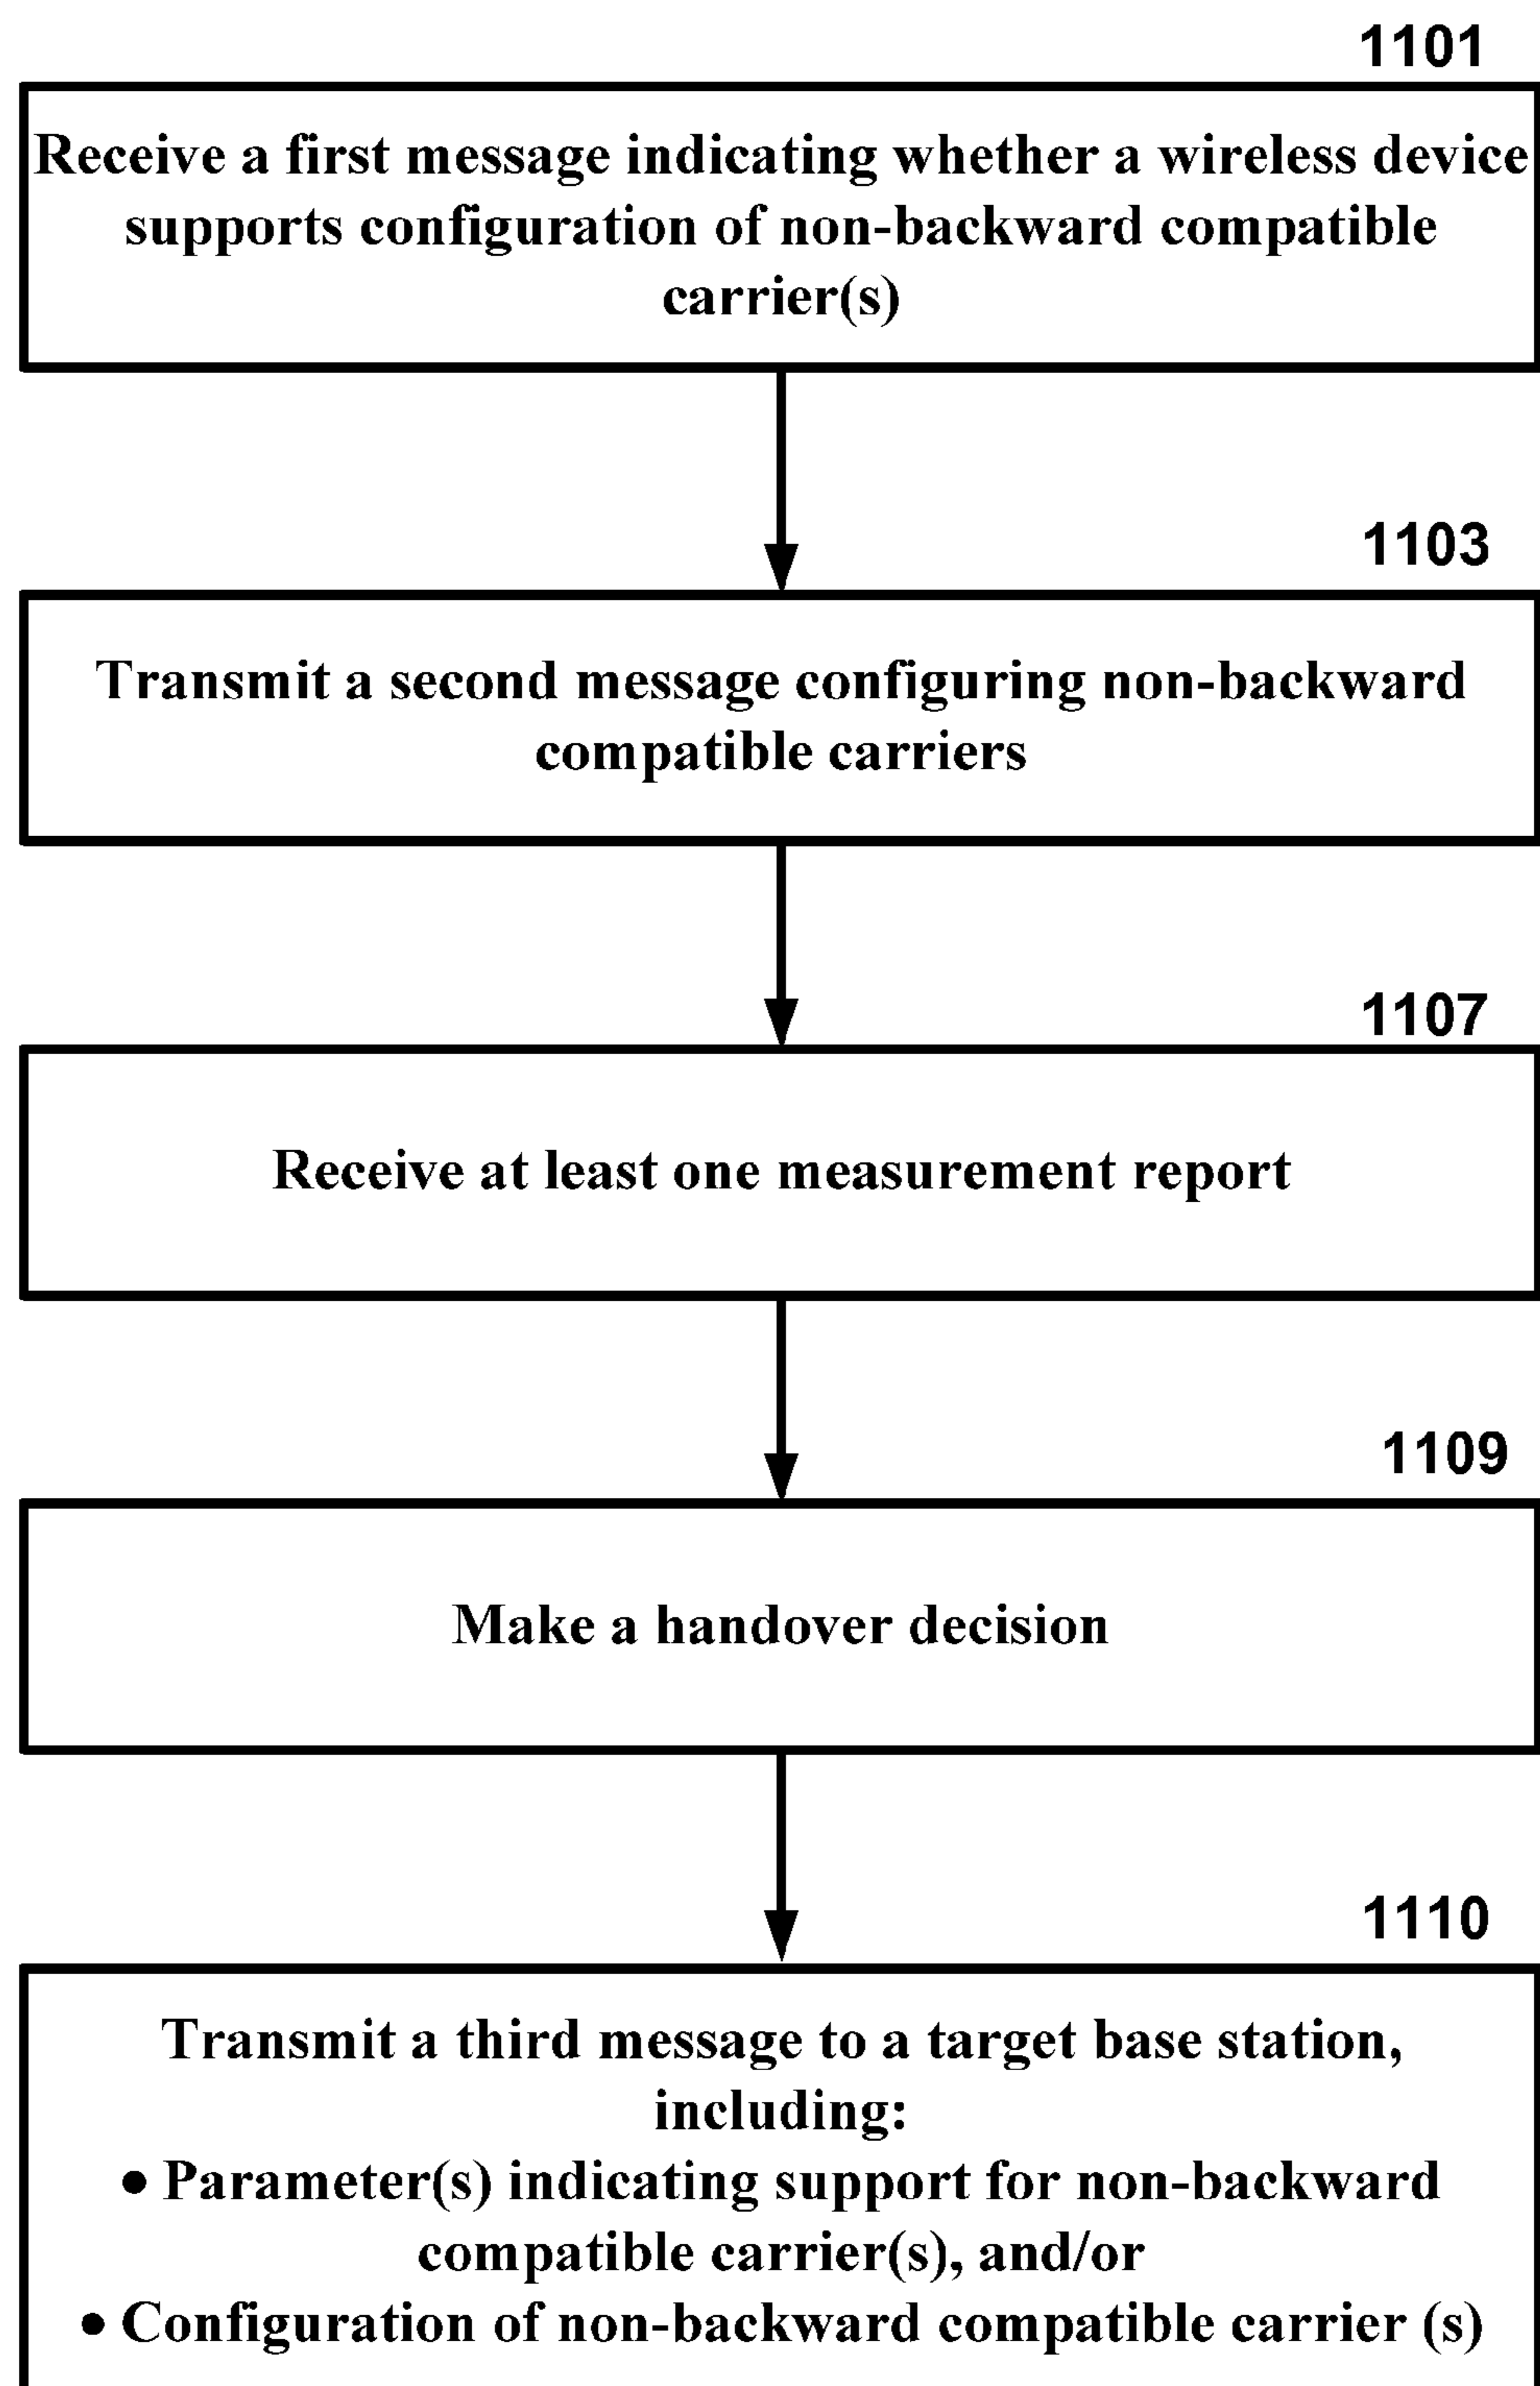 1101
Receive a first message indicating whether a wireless device
supports configuration of non-backward compatible
carrier(s)
1103
Transmit a second message configuring non-backward
compatible carriers
1107
Receive at least one measurement report
1109
Make a handover decision
1110
Transmit a third message to a target base station,
including:
• Parameter(s) indicating support for non-backward
compatible carrier(s), and/or
• Configuration of non-backward compatible carrier (s)